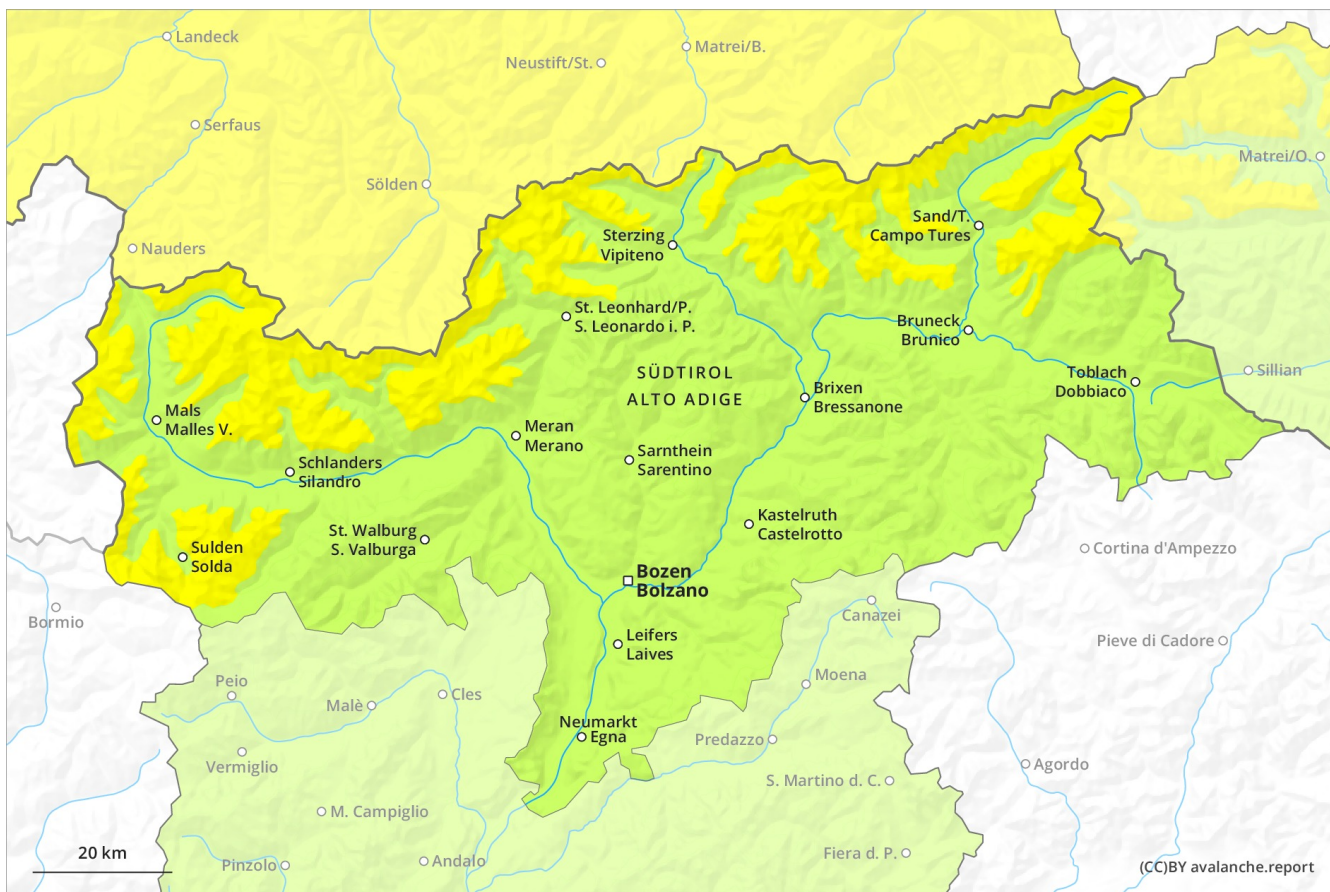 Landeck
Matrei/B.
Neustift/St.
Serfaus
Matrei/O.
Sölden
Sand/T.
Campo Tures
Nauders
Sterzing
Vipiteno
St. Leonhard/P.
S. Leonardo i. P.
Bruneck
Brunico
SÜDTIROL
ALTO ADIGE
Toblach
Dobbiaco
Sillian
Brixen
Bressanone
Mals
Malles V.
Meran
Merano
Schlanders
Silandro
Sarnthein
Sarentino
Kastelruth
Castelrotto
St. Walburg
S. Valburga
Sulden
Solda
Cortina d'Ampezzo
Bozen
Bolzano
Bormio
Canazei
Leifers
Laives
Pieve di Cadore
Peio
Moena
Malè
Cles
Neumarkt
Egna
Predazzo
Vermiglio
Agordo
S. Martino d. C.
M. Campiglio
20 km
Pinzolo
Andalo
Fiera d. P.
(CC)BY avalanche.report